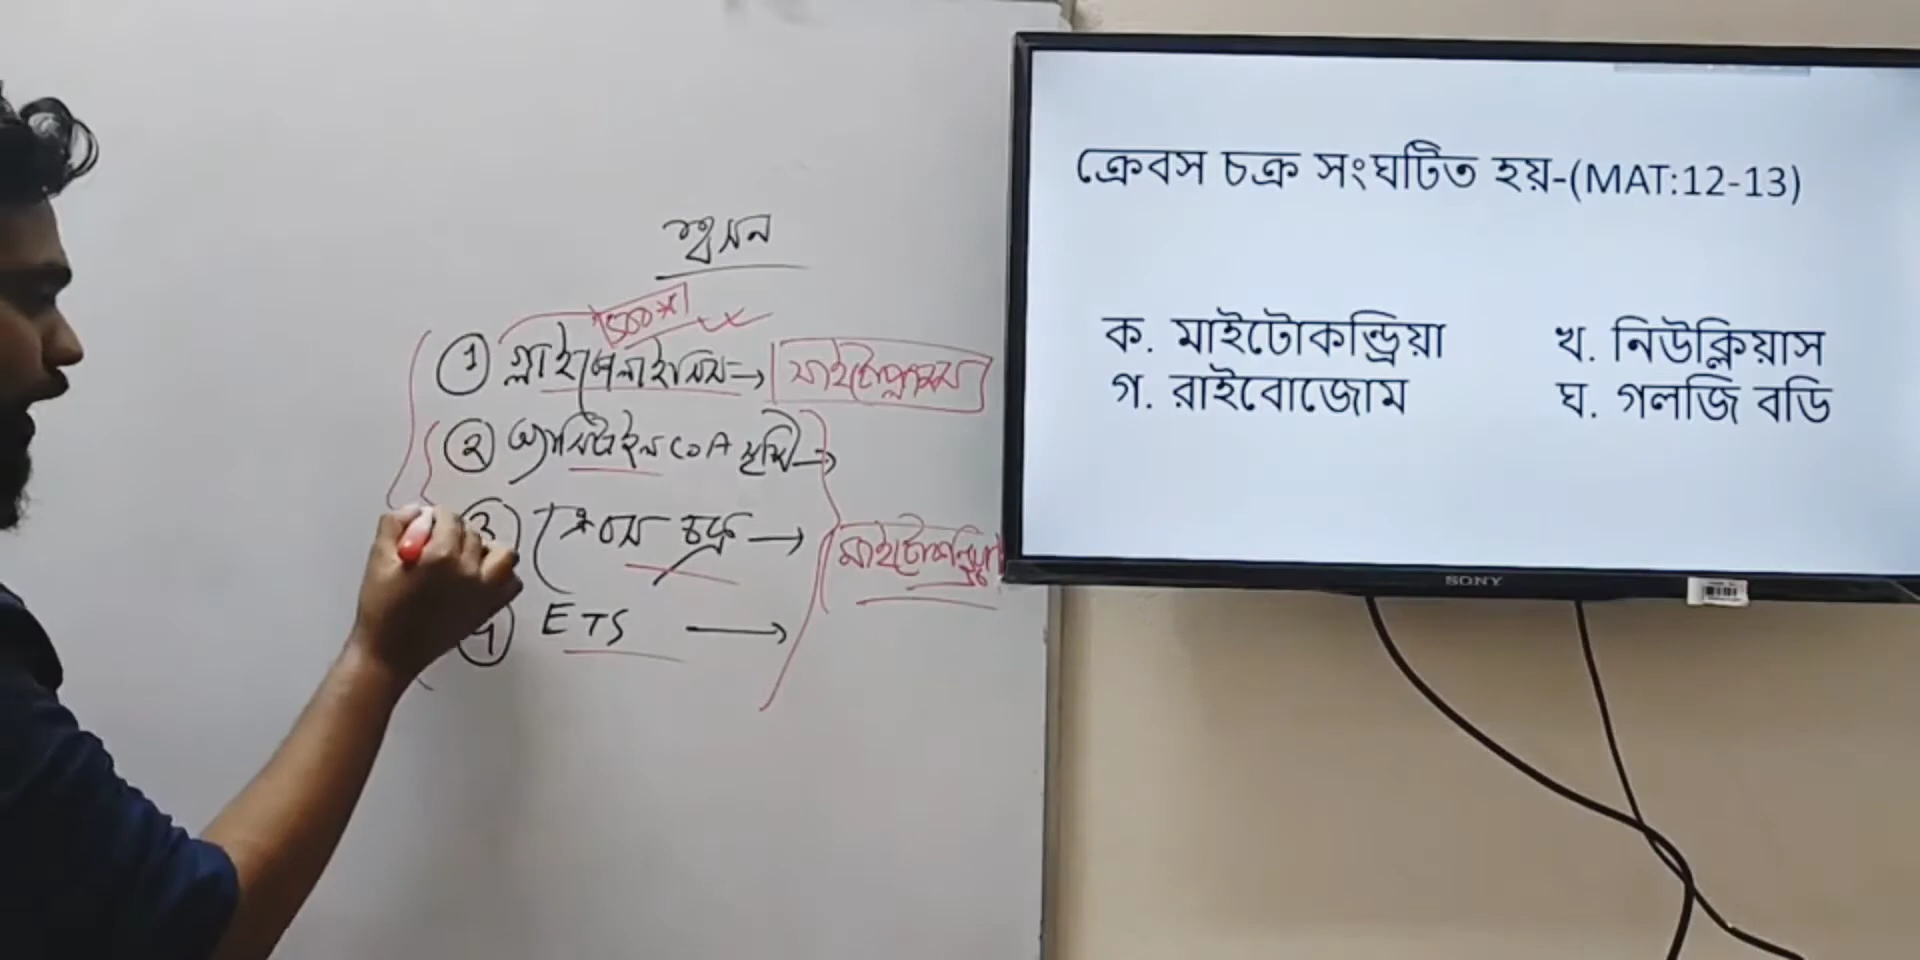 শ্বসন
১০০%
① গ্লাইকোলাইসিস → সাইটোপ্লাজম
② অ্যাসিটাইল COA সৃষ্টি →
③ ক্রেবস চক্র → মাইটোকন্ড্রিয়া
④ ETS →
ক্রেবস চক্র সংঘটিত হয়-(MAT:12-13)
ক. মাইটোকন্ড্রিয়া খ. নিউক্লিয়াস
গ. রাইবোজোম ঘ. গলজি বডি
SONY